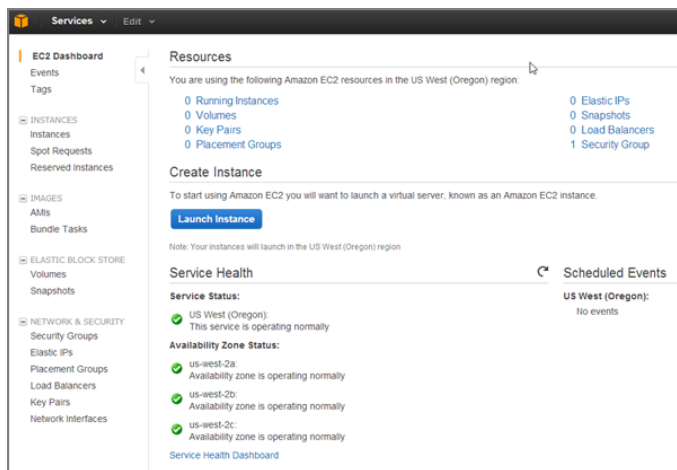 Services Edit
EC2 Dashboard
Events
Tags
INSTANCES
Instances
Spot Requests
Reserved Instances
IMAGES
AMIs
Bundle Tasks
ELASTIC BLOCK STORE
Volumes
Snapshots
NETWORK & SECURITY
Security Groups
Elastic IPs
Placement Groups
Load Balancers
Key Pairs
Network Interfaces
Resources
You are using the following Amazon EC2 resources in the US West (Oregon) region:
0 Running Instances
0 Volumes
0 Key Pairs
0 Placement Groups
0 Elastic IPs
0 Snapshots
0 Load Balancers
1 Security Group
Create Instance
To start using Amazon EC2 you will want to launch a virtual server, known as an Amazon EC2 instance.
Launch Instance
Note: Your instances will launch in the US West (Oregon) region
Service Health
Service Status:
US West (Oregon):
This service is operating normally
Availability Zone Status:
us-west-2a:
Availability zone is operating normally
us-west-2b:
Availability zone is operating normally
us-west-2c:
Availability zone is operating normally
Service Health Dashboard
Scheduled Events
US West (Oregon):
No events